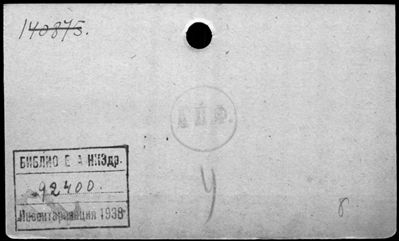 140875.
БИБЛИО Е А НКЗдр.
92400.
Инвентаризация 1938
У
8